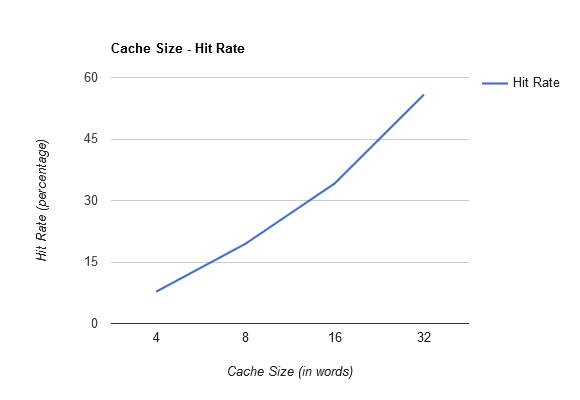 Cache Size - Hit Rate
Hit Rate
Hit Rate (percentage)
60
45
30
15
0
4 8 16 32
Cache Size (in words)